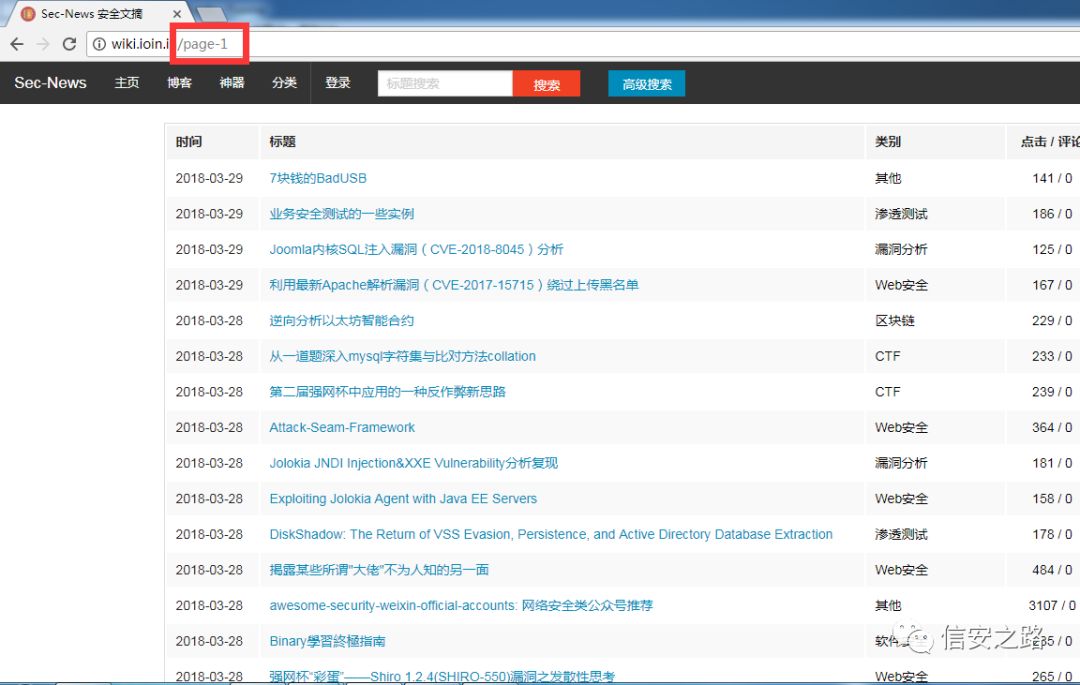 Sec-News 安全文摘
wiki.ioin.i /page-1
Sec-News 主页 博客 神器 分类 登录 标题搜索 搜索 高级搜索
时间 标题 类别 点击 / 评论
2018-03-29 7块钱的BadUSB 其他 141 / 0
2018-03-29 业务安全测试的一些实例 渗透测试 186 / 0
2018-03-29 Joomla内核SQL注入漏洞（CVE-2018-8045）分析 漏洞分析 125 / 0
2018-03-29 利用最新Apache解析漏洞（CVE-2017-15715）绕过上传黑名单 Web安全 167 / 0
2018-03-28 逆向分析以太坊智能合约 区块链 229 / 0
2018-03-28 从一道题深入mysql字符集与比对方法collation CTF 233 / 0
2018-03-28 第二届强网杯中应用的一种反作弊新思路 CTF 239 / 0
2018-03-28 Attack-Seam-Framework Web安全 364 / 0
2018-03-28 Jolokia JNDI Injection&XXE Vulnerability分析复现 漏洞分析 181 / 0
2018-03-28 Exploiting Jolokia Agent with Java EE Servers Web安全 158 / 0
2018-03-28 DiskShadow: The Return of VSS Evasion, Persistence, and Active Directory Database Extraction 渗透测试 178 / 0
2018-03-28 揭露某些所谓"大佬"不为人知的另一面 Web安全 484 / 0
2018-03-28 awesome-security-weixin-official-accounts: 网络安全类公众号推荐 其他 3107 / 0
2018-03-28 Binary學習終極指南 软件 / 0
信安之路
2018-03-28 强网杯“彩蛋”——Shiro 1.2.4(SHIRO-550)漏洞之发散性思考 Web安全 265 / 0